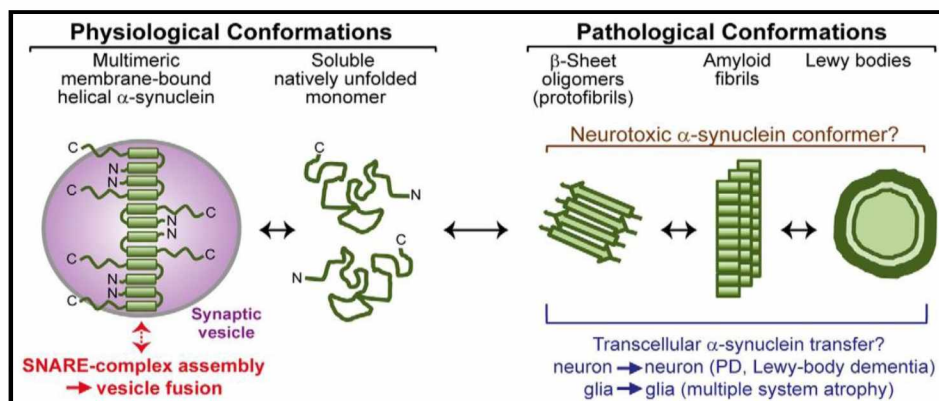 Physiological Conformations
Multimeric
membrane-bound
helical α-synuclein
Soluble
natively unfolded
monomer
C
N
N
C
C
N
N
C
C
N
N
C
C
N
C
N
Synaptic
vesicle
SNARE-complex assembly
→ vesicle fusion
Pathological Conformations
β-Sheet
oligomers
(protofibrils)
Amyloid
fibrils
Lewy bodies
Neurotoxic α-synuclein conformer?
Transcellular α-synuclein transfer?
neuron → neuron (PD, Lewy-body dementia)
glia → glia (multiple system atrophy)